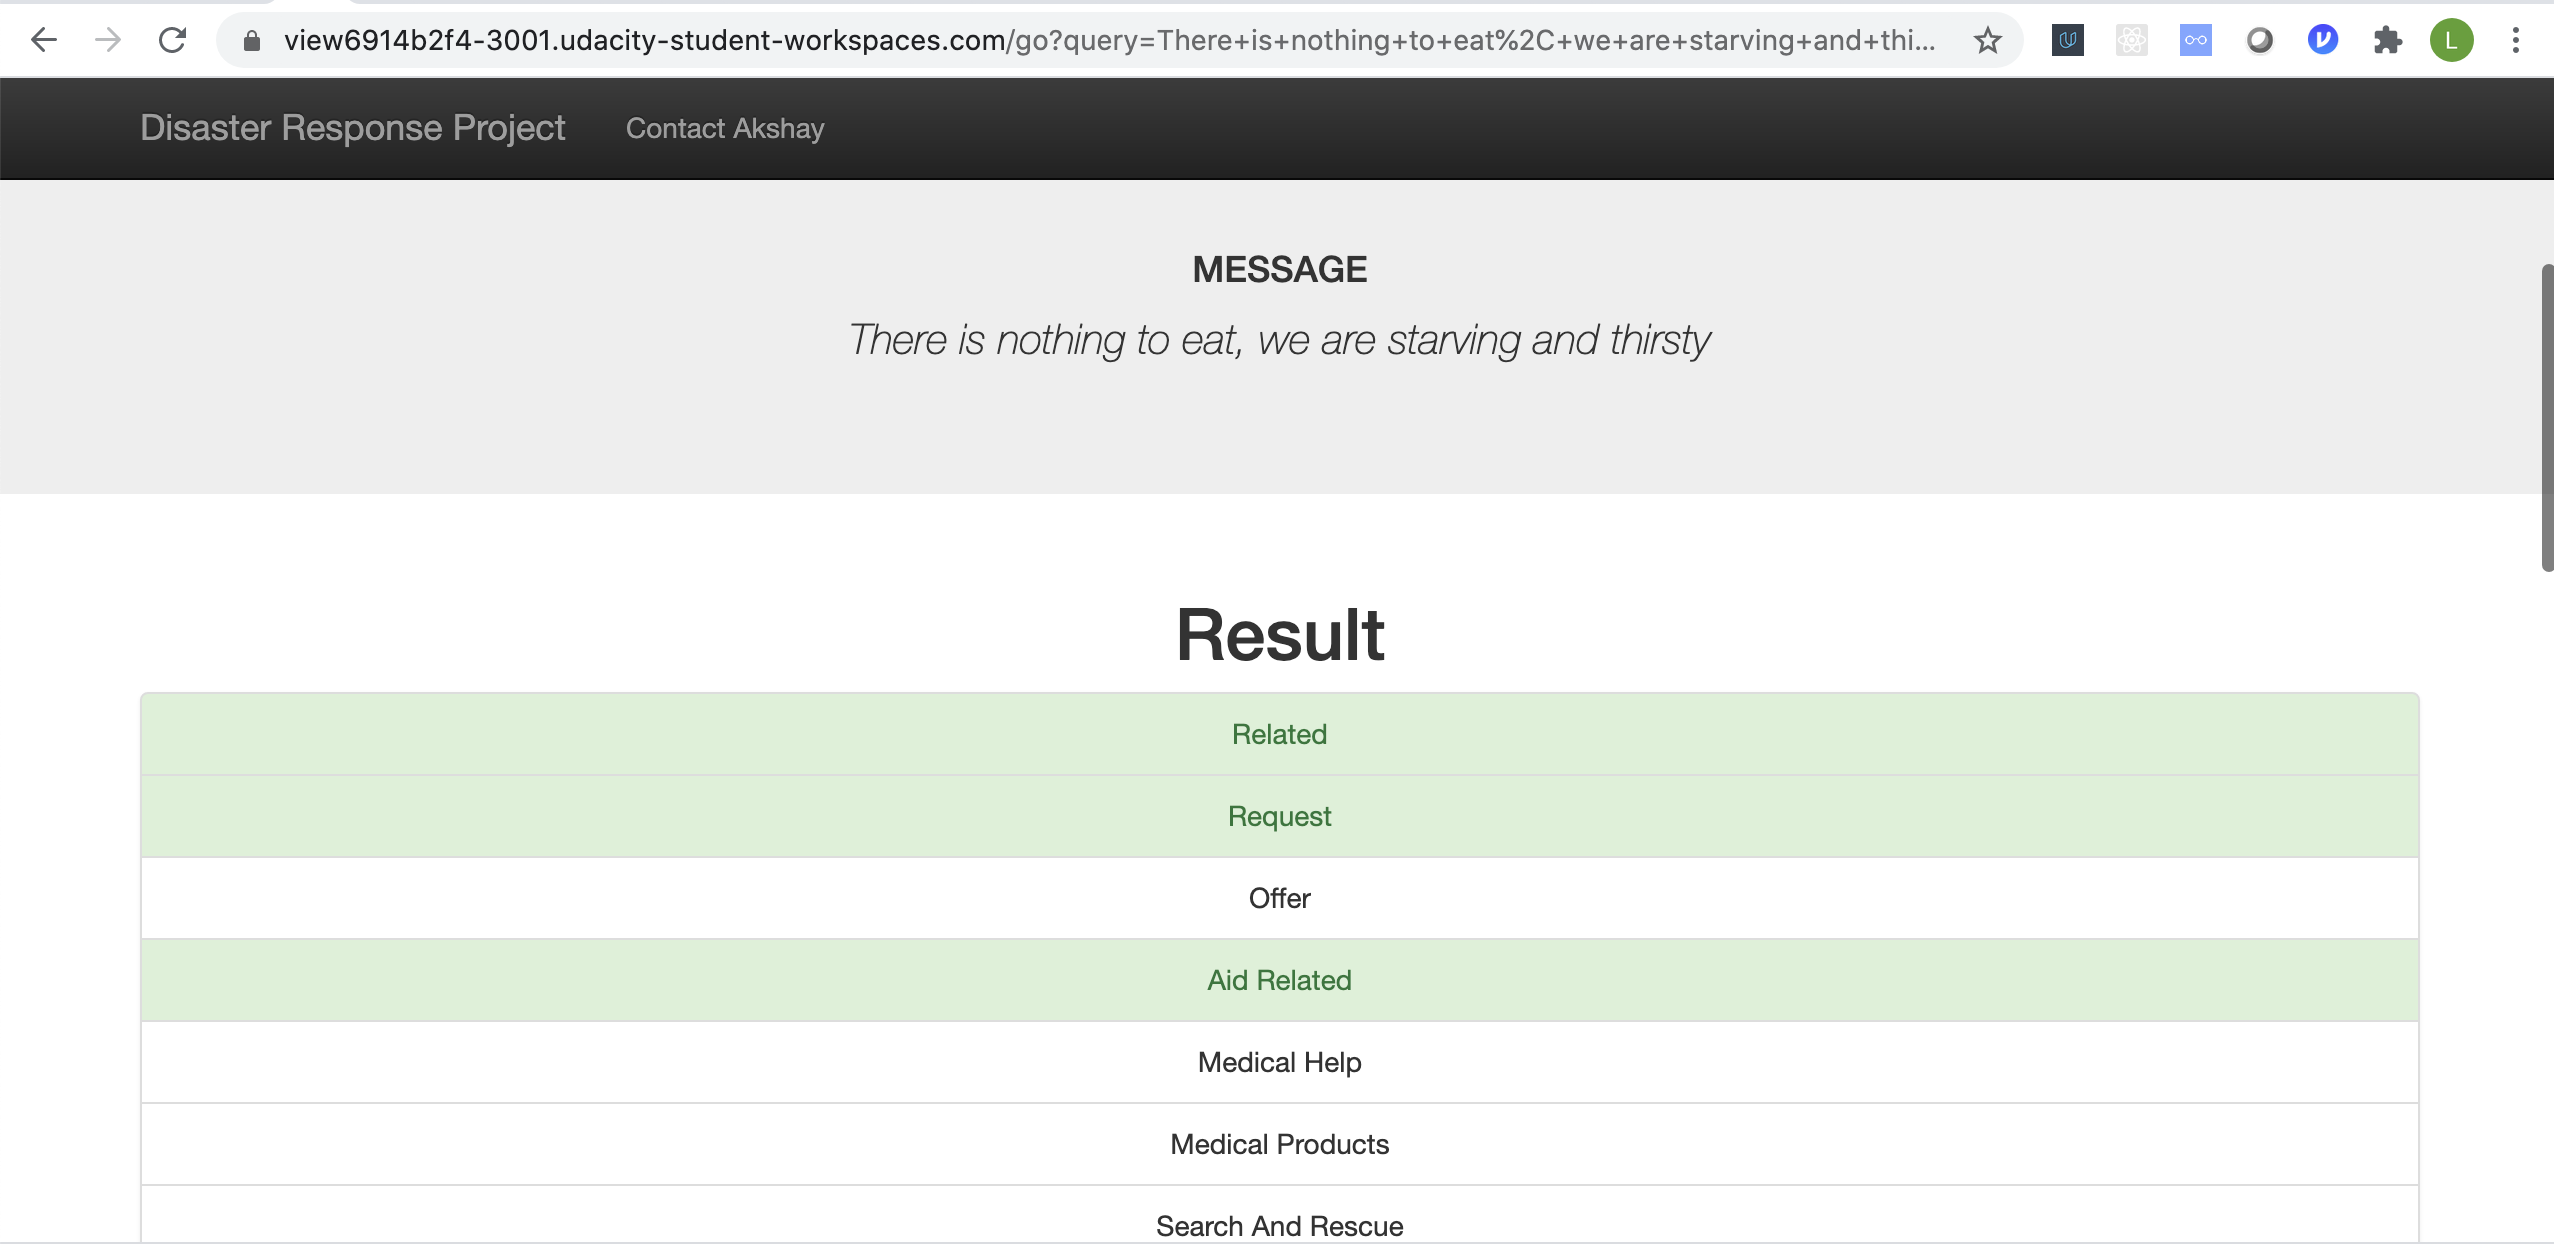 view6914b2f4-3001.udacity-student-workspaces.com/go?query=There+is+nothing+to+eat%2C+we+are+starving+and+thi...
L
Disaster Response Project Contact Akshay
MESSAGE
There is nothing to eat, we are starving and thirsty
Result
Related
Request
Offer
Aid Related
Medical Help
Medical Products
Search And Rescue